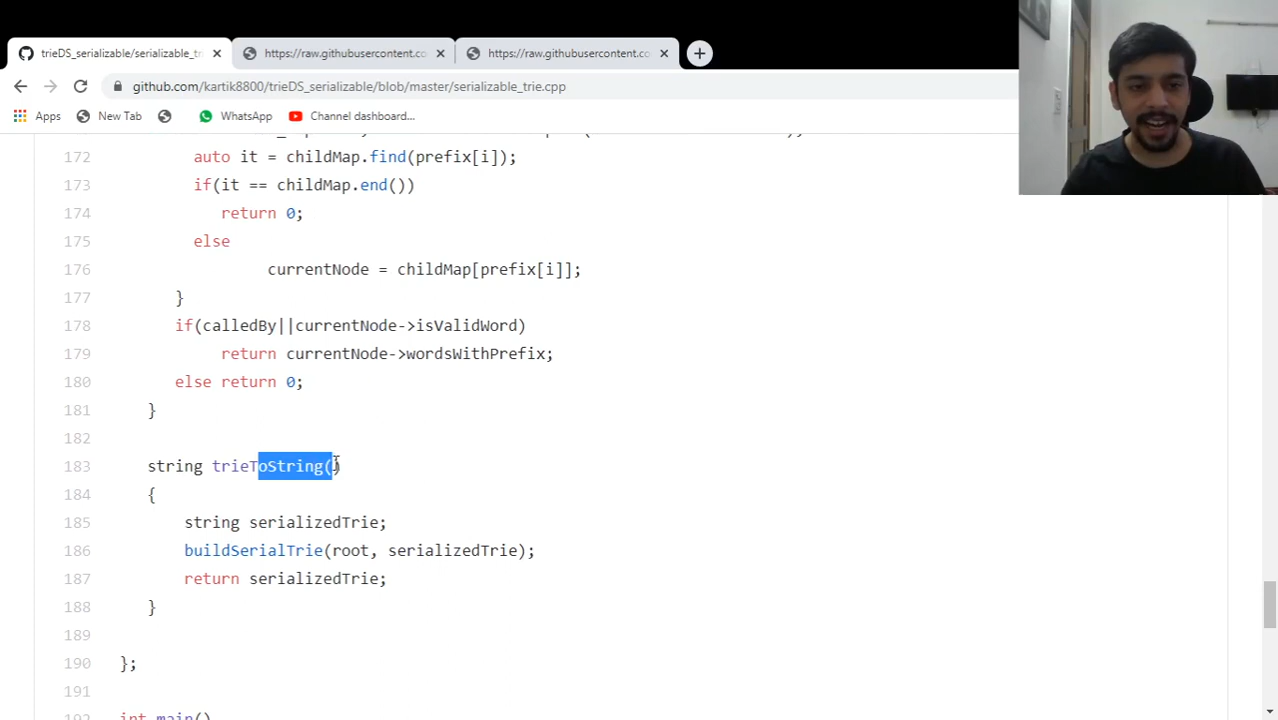 trieDS_serializable/serializable_tri
https://raw.githubusercontent.co
https://raw.githubusercontent.co
github.com/kartik8800/trieDS_serializable/blob/master/serializable_trie.cpp
Apps New Tab WhatsApp Channel dashboard...
172 auto it = childMap.find(prefix[i]);
173 if(it == childMap.end())
174 return 0;
175 else
176 currentNode = childMap[prefix[i]];
177 }
178 if(calledBy||currentNode->isValidWord)
179 return currentNode->wordsWithPrefix;
180 else return 0;
181 }
182
183 string trieToString()
184 {
185 string serializedTrie;
186 buildSerialTrie(root, serializedTrie);
187 return serializedTrie;
188 }
189
190 };
191
192 int main()